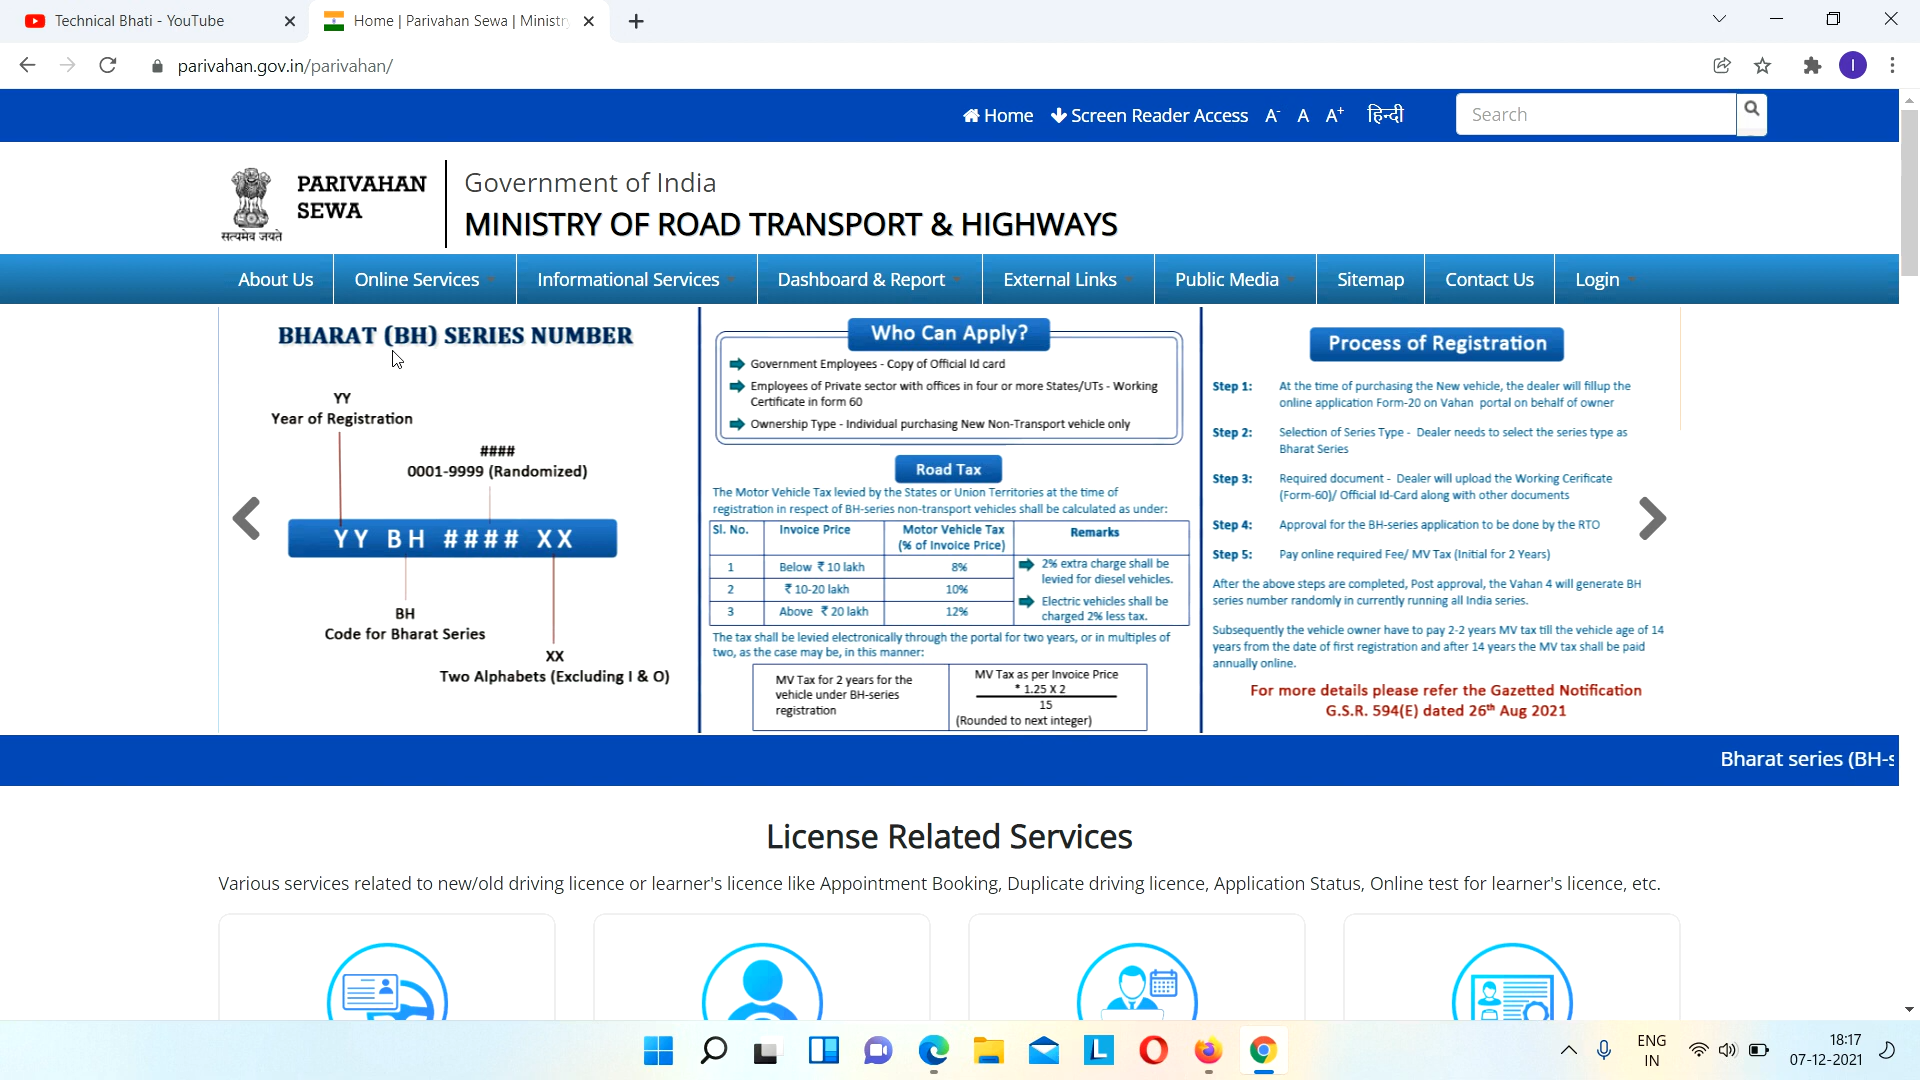 Technical Bhati - YouTube
Home | Parivahan Sewa | Ministr
parivahan.gov.in/parivahan/
I
Home Screen Reader Access A- A A+ हिन्दी
Search
सत्यमेव जयते
PARIVAHAN
SEWA
Government of India
MINISTRY OF ROAD TRANSPORT & HIGHWAYS
About Us Online Services Informational Services Dashboard & Report External Links Public Media Sitemap Contact Us Login
BHARAT (BH) SERIES NUMBER
YY
Year of Registration
####
0001-9999 (Randomized)
YY BH #### XX
BH
Code for Bharat Series
XX
Two Alphabets (Excluding I & O)
Who Can Apply?
Government Employees - Copy of Official Id card
Employees of Private sector with offices in four or more States/UTs - Working
Certificate in form 60
Ownership Type - Individual purchasing New Non-Transport vehicle only
Road Tax
The Motor Vehicle Tax levied by the States or Union Territories at the time of
registration in respect of BH-series non-transport vehicles shall be calculated as under:
Sl. No. Invoice Price Motor Vehicle Tax Remarks
(% of Invoice Price)
1 Below ₹ 10 lakh 8%
2 ₹ 10-20 lakh 10%
3 Above ₹ 20 lakh 12%
2% extra charge shall be
levied for diesel vehicles.
Electric vehicles shall be
charged 2% less tax.
The tax shall be levied electronically through the portal for two years, or in multiples of
two, as the case may be, in this manner:
MV Tax for 2 years for the
vehicle under BH-series
registration
MV Tax as per Invoice Price
* 1.25 X 2
15
(Rounded to next integer)
Process of Registration
Step 1: At the time of purchasing the New vehicle, the dealer will fillup the
online application Form-20 on Vahan portal on behalf of owner
Step 2: Selection of Series Type - Dealer needs to select the series type as
Bharat Series
Step 3: Required document - Dealer will upload the Working Cerificate
(Form-60)/ Official Id-Card along with other documents
Step 4: Approval for the BH-series application to be done by the RTO
Step 5: Pay online required Fee/ MV Tax (Initial for 2 Years)
After the above steps are completed, Post approval, the Vahan 4 will generate BH
series number randomly in currently running all India series.
Subsequently the vehicle owner have to pay 2-2 years MV tax till the vehicle age of 14
years from the date of first registration and after 14 years the MV tax shall be paid
annually online.
For more details please refer the Gazetted Notification
G.S.R. 594(E) dated 26th Aug 2021
Bharat series (BH-s
License Related Services
Various services related to new/old driving licence or learner's licence like Appointment Booking, Duplicate driving licence, Application Status, Online test for learner's licence, etc.
L
ENG
IN
18:17
07-12-2021